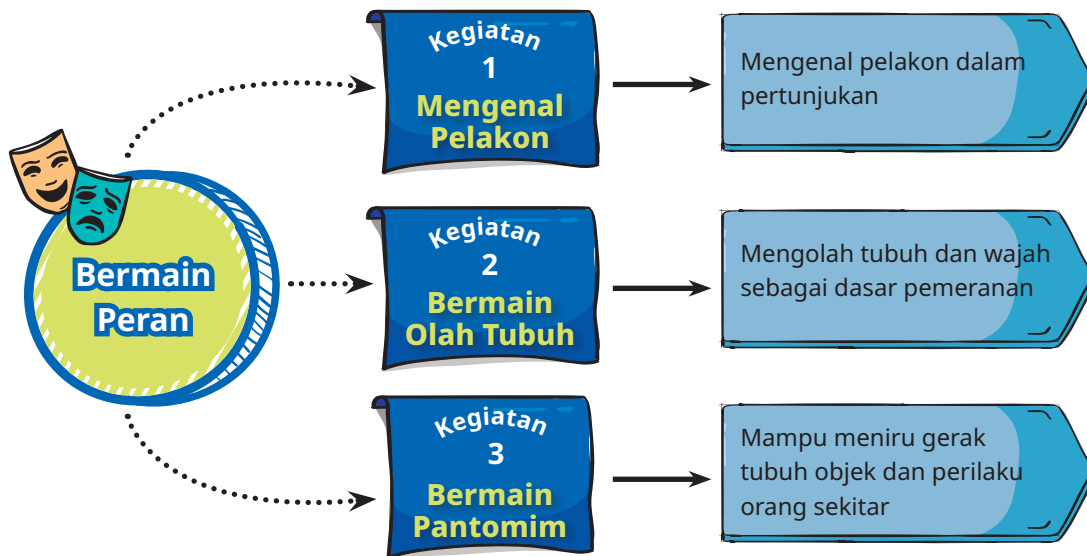 Bermain
Peran
Kegiatan
1
Mengenal
Pelakon
Mengenal pelakon dalam
pertunjukan
Kegiatan
2
Bermain
Olah Tubuh
Mengolah tubuh dan wajah
sebagai dasar pemeranan
Kegiatan
3
Bermain
Pantomim
Mampu meniru gerak
tubuh objek dan perilaku
orang sekitar